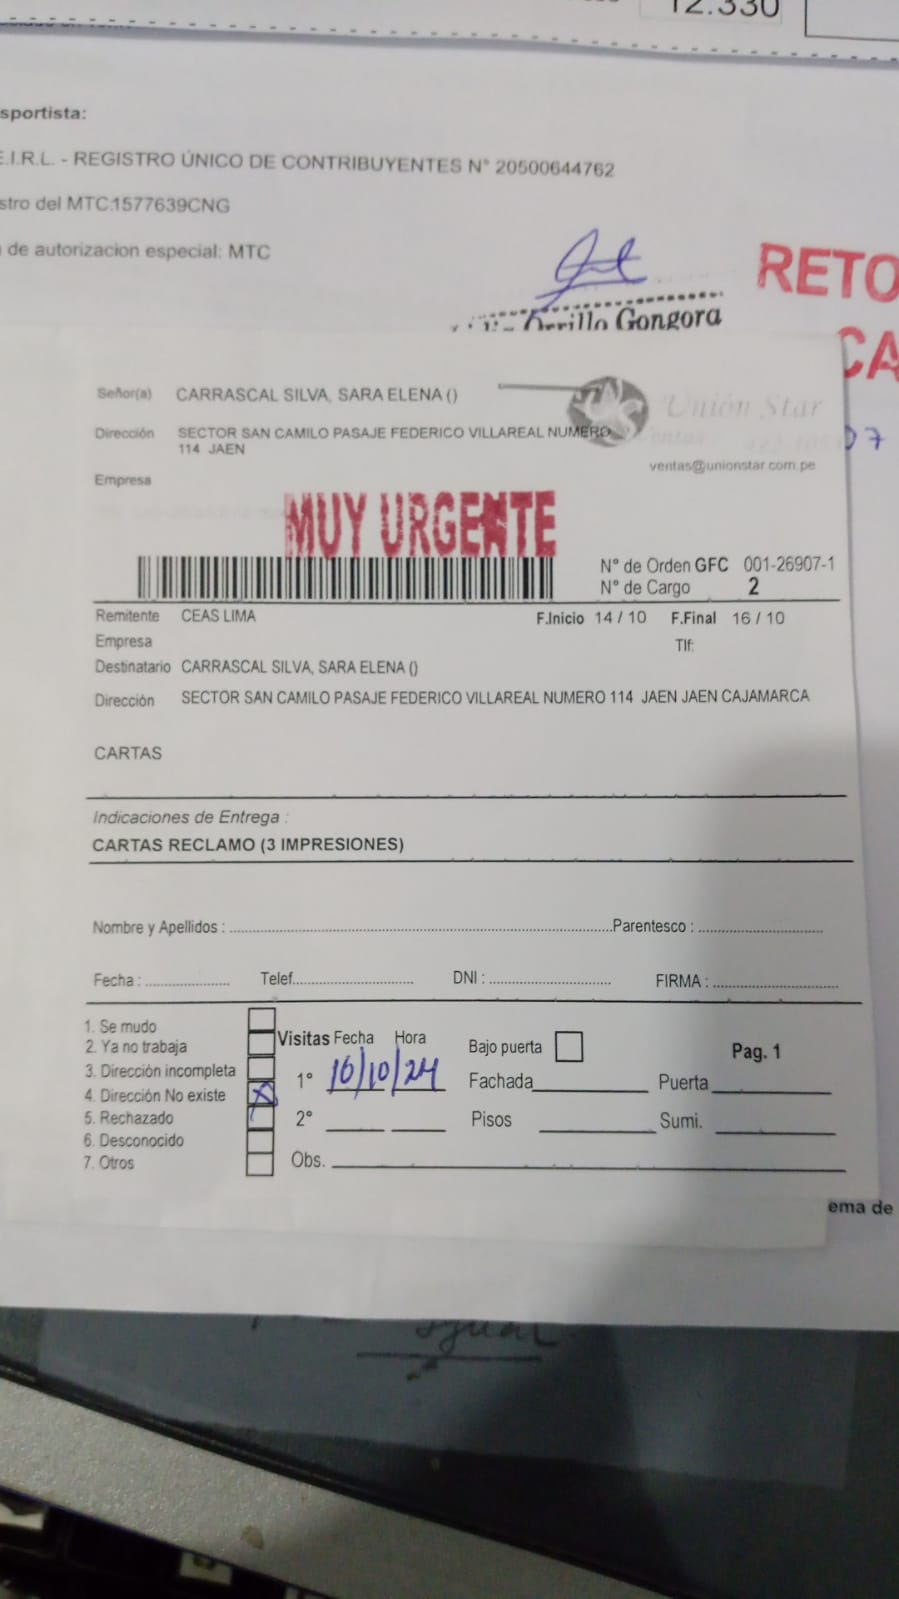 12.330
sportista:
E.I.R.L. - REGISTRO ÚNICO DE CONTRIBUYENTES N° 20500644762
stro del MTC:1577639CNG
de autorizacion especial: MTC
RETO
CA
Orrillo Gongora
Señor(a) CARRASCAL SILVA, SARA ELENA ()
Unión Star
Dirección SECTOR SAN CAMILO PASAJE FEDERICO VILLAREAL NUMERO
114 JAEN
07
ventas@unionstar.com.pe
Empresa
MUY URGENTE
N° de Orden GFC 001-26907-1
N° de Cargo 2
Remitente CEAS LIMA F.Inicio 14 / 10 F.Final 16 / 10
Empresa Tlf:
Destinatario CARRASCAL SILVA, SARA ELENA ()
Dirección SECTOR SAN CAMILO PASAJE FEDERICO VILLAREAL NUMERO 114 JAEN JAEN CAJAMARCA
CARTAS
Indicaciones de Entrega :
CARTAS RECLAMO (3 IMPRESIONES)
Nombre y Apellidos : Parentesco :
Fecha : Telef. DNI : FIRMA :
1. Se mudo
2. Ya no trabaja
3. Dirección incompleta
4. Dirección No existe X
5. Rechazado
6. Desconocido
7. Otros
Visitas Fecha Hora
1° 16/10/24
2°
Obs.
Bajo puerta
Fachada
Pisos
Pag. 1
Puerta
Sumi.
ema de